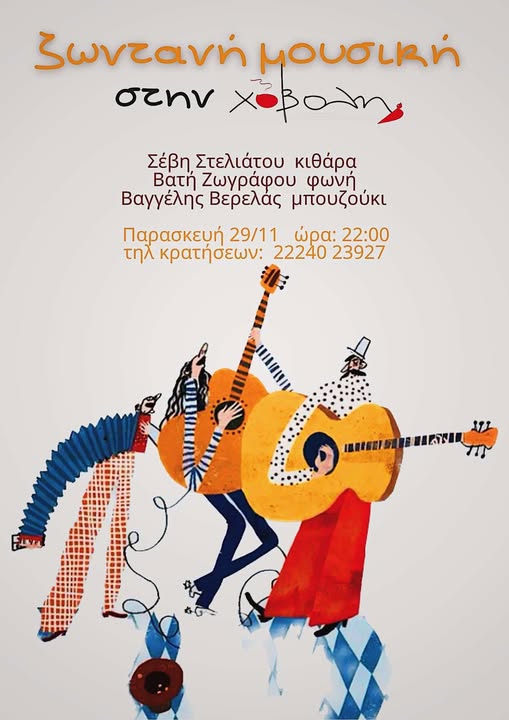 ζωντανή μουσική
στην χόβολη
Σέβη Στελιάτου κιθάρα
Βατή Ζωγράφου φωνή
Βαγγέλης Βερελάς μπουζούκι
Παρασκευή 29/11 ώρα: 22:00
τηλ κρατήσεων: 22240 23927